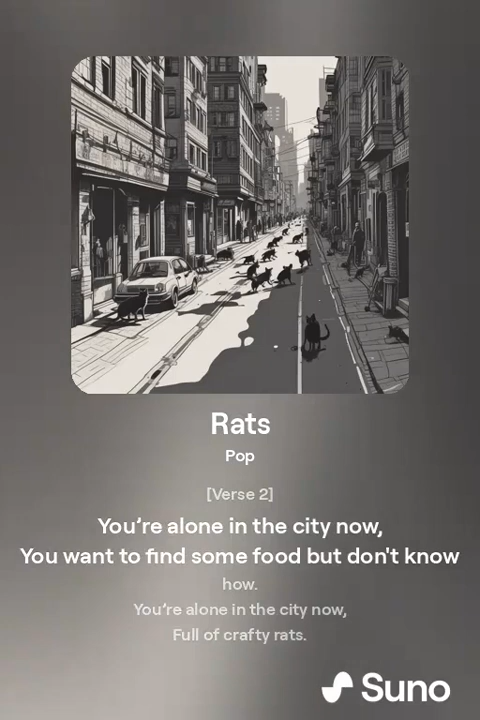 Rats
Pop
[Verse 2]
You’re alone in the city now,
You want to find some food but don't know
how.
You’re alone in the city now,
Full of crafty rats.
Suno